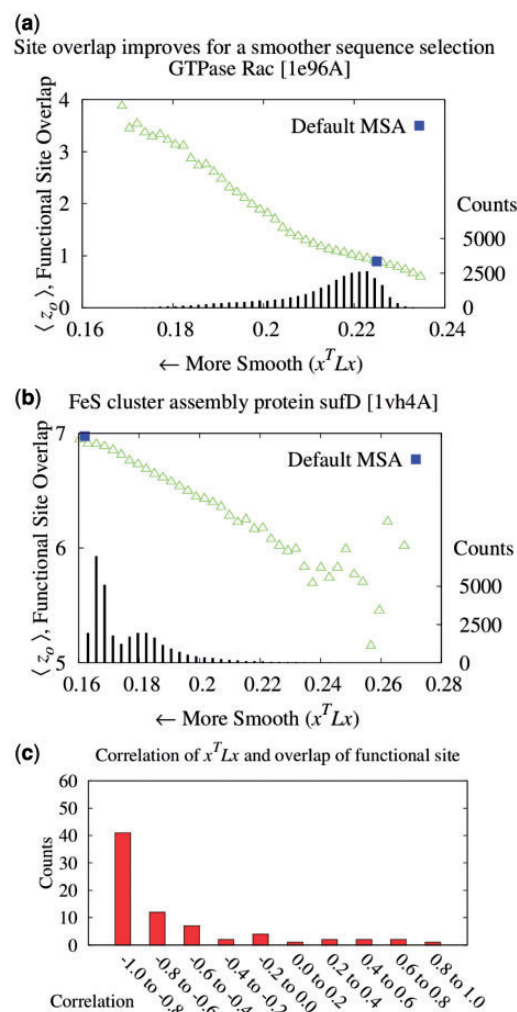 (a)
Site overlap improves for a smoother sequence selection
GTPase Rac [1e96A]
⟨ z_o ⟩, Functional Site Overlap
4
3
2
1
0
Default MSA
Counts
5000
2500
0
0.16
0.18
0.2
0.22
0.24
← More Smooth (x^T Lx)
(b)
FeS cluster assembly protein sufD [1vh4A]
⟨ z_o ⟩, Functional Site Overlap
7
6
5
Default MSA
Counts
5000
2500
0
0.16
0.18
0.2
0.22
0.24
0.26
0.28
← More Smooth (x^T Lx)
(c)
Correlation of x^T Lx and overlap of functional site
Counts
60
50
40
30
20
10
0
-1.0 to -0.8
-0.8 to -0.6
-0.6 to -0.4
-0.4 to -0.2
-0.2 to 0.0
0.0 to 0.2
0.2 to 0.4
0.4 to 0.6
0.6 to 0.8
0.8 to 1.0
Correlation